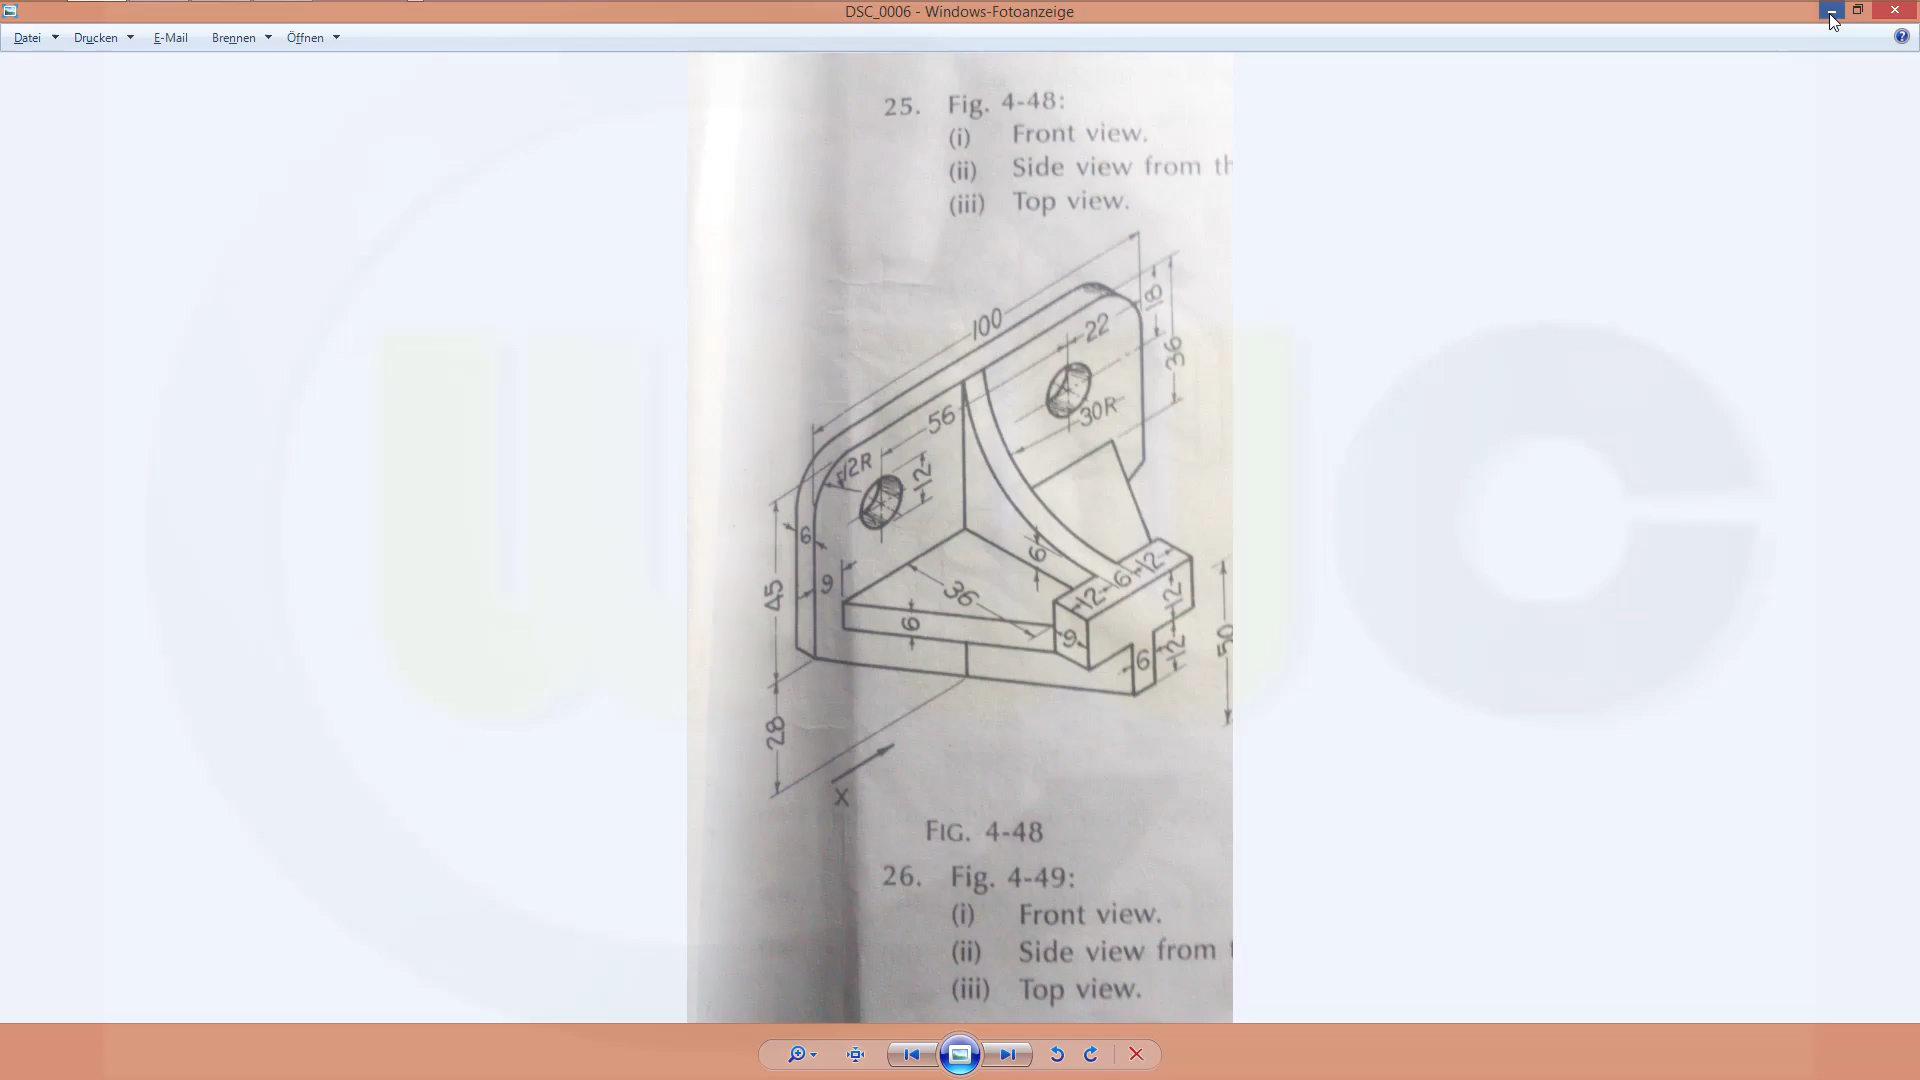 DSC_0006 - Windows-Fotoanzeige
Datei Drucken E-Mail Brennen Öffnen
25. Fig. 4-48:
(i) Front view.
(ii) Side view from th
(iii) Top view.
100
18
22
36
56
30R
12R
12
6
6
9
36
12 6 12
12
45
6
9
6
12
50
28
X
FIG. 4-48
26. Fig. 4-49:
(i) Front view.
(ii) Side view from
(iii) Top view.